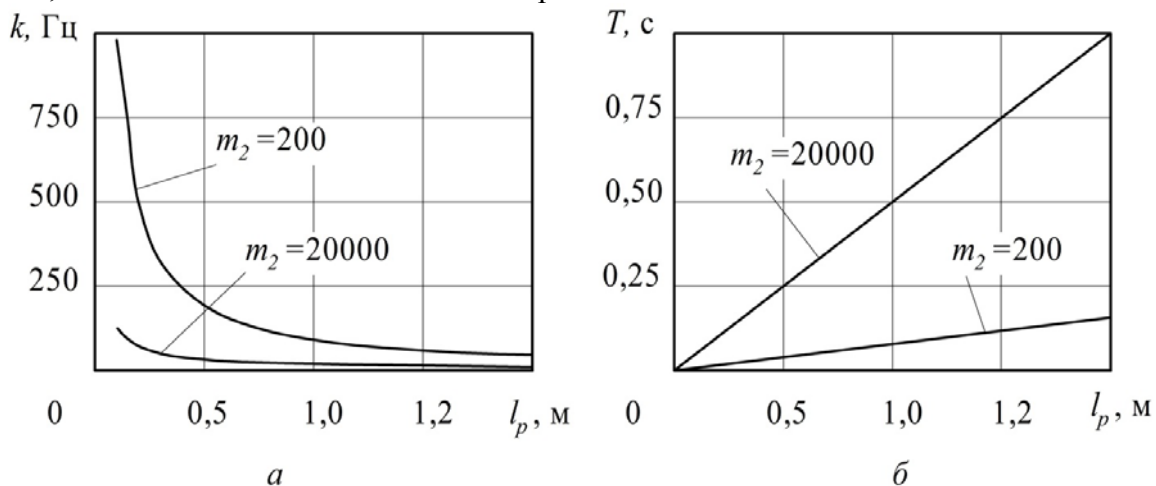 k, Гц
750
500
250
m₂ =200
m₂ =20000
0 0,5 1,0 1,2 lₚ, м
а
T, с
0,75
0,50
0,25
m₂ =20000
m₂ =200
0 0,5 1,0 1,2 lₚ, м
б